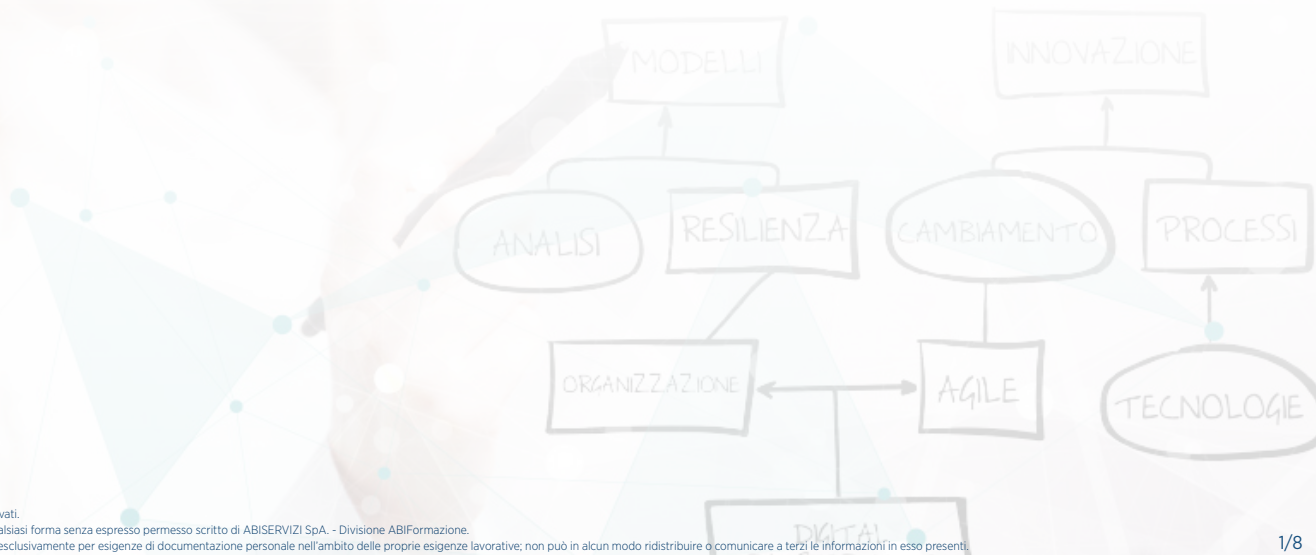 MODELLI
INNOVAZIONE
ANALISI
RESILIENZA
CAMBIAMENTO
PROCESSI
ORGANIZZAZIONE
AGILE
TECNOLOGIE
DIGITAL
vati.
alsiasi forma senza espresso permesso scritto di ABISERVIZI SpA. - Divisione ABIFormazione.
esclusivamente per esigenze di documentazione personale nell'ambito delle proprie esigenze lavorative; non può in alcun modo ridistribuire o comunicare a terzi le informazioni in esso presenti.
1/8